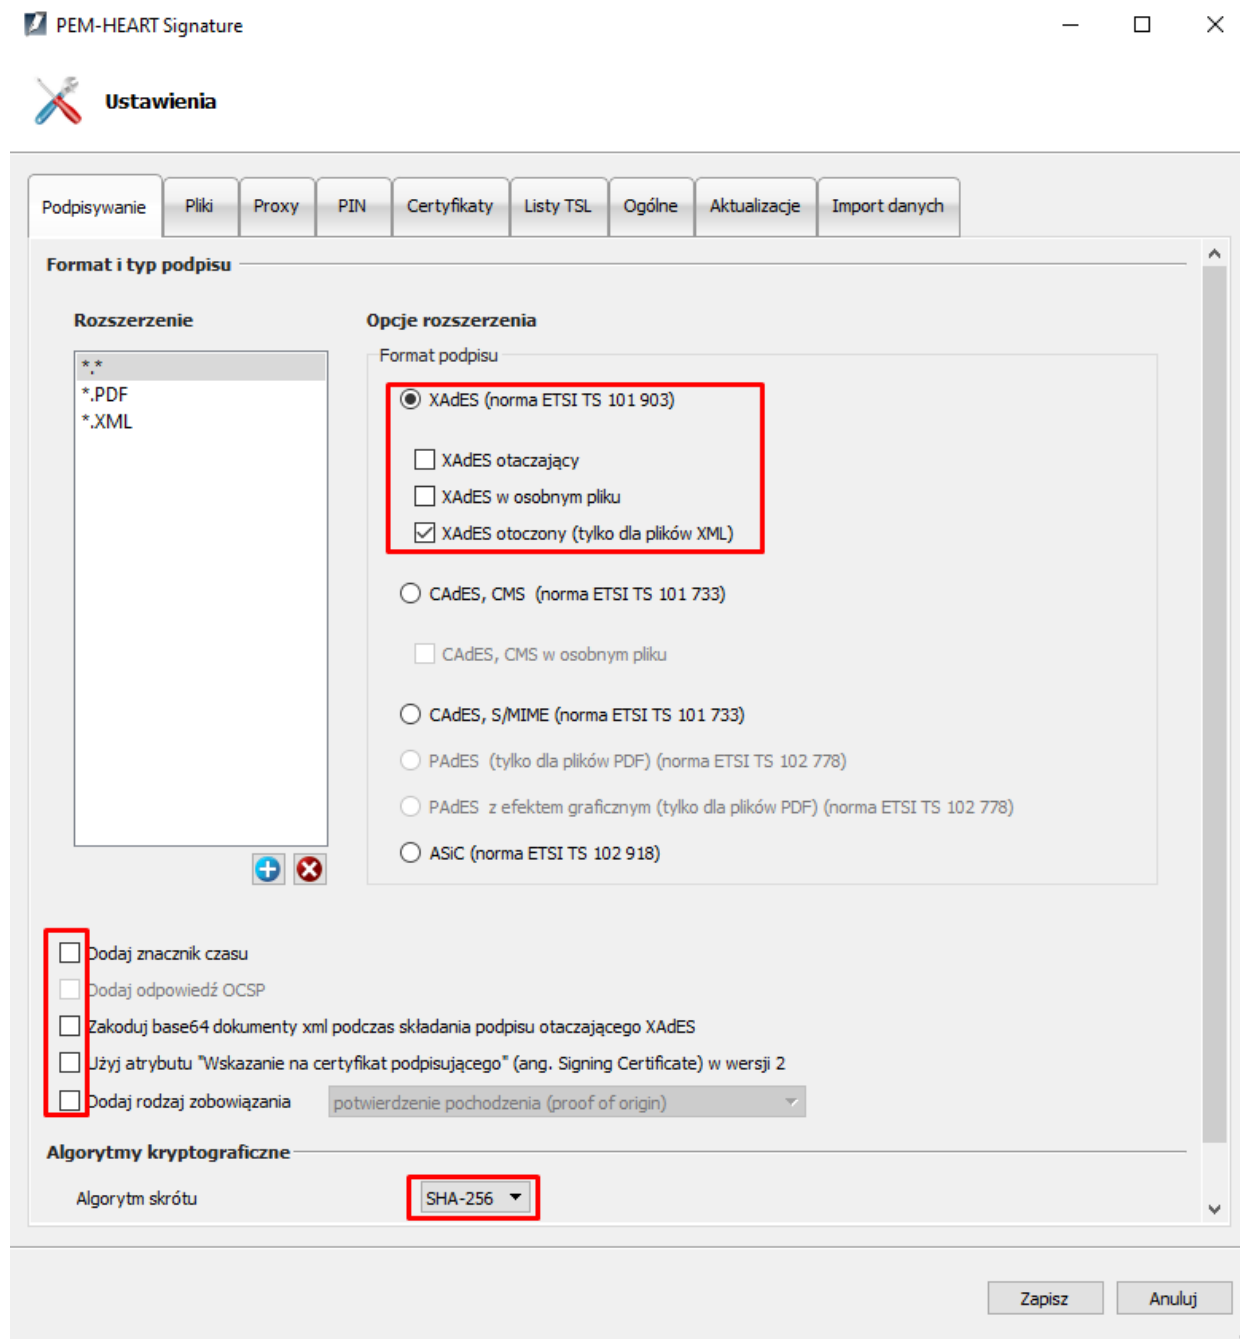 PEM-HEART Signature
Ustawienia
Podpisywanie Pliki Proxy PIN Certyfikaty Listy TSL Ogólne Aktualizacje Import danych
Format i typ podpisu
Rozszerzenie Opcje rozszerzenia
Format podpisu
*.*
*.PDF
*.XML
XAdES (norma ETSI TS 101 903)
XAdES otaczający
XAdES w osobnym pliku
XAdES otoczony (tylko dla plików XML)
CAdES, CMS (norma ETSI TS 101 733)
CAdES, CMS w osobnym pliku
CAdES, S/MIME (norma ETSI TS 101 733)
PAdES (tylko dla plików PDF) (norma ETSI TS 102 778)
PAdES z efektem graficznym (tylko dla plików PDF) (norma ETSI TS 102 778)
ASiC (norma ETSI TS 102 918)
Dodaj znacznik czasu
Dodaj odpowiedź OCSP
Zakoduj base64 dokumenty xml podczas składania podpisu otaczającego XAdES
Użyj atrybutu "Wskazanie na certyfikat podpisującego" (ang. Signing Certificate) w wersji 2
Dodaj rodzaj zobowiązania potwierdzenie pochodzenia (proof of origin)
Algorytmy kryptograficzne
Algorytm skrótu SHA-256
Zapisz Anuluj